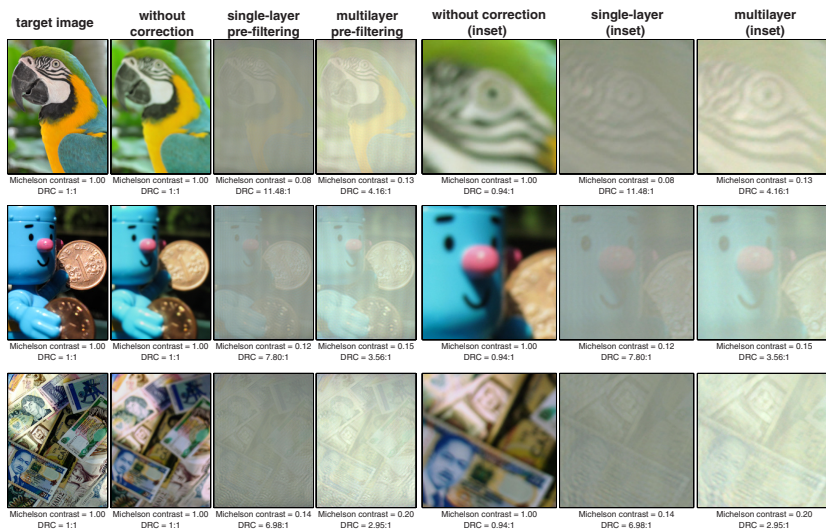 target image
without
correction
single-layer
pre-filtering
multilayer
pre-filtering
without correction
(inset)
single-layer
(inset)
multilayer
(inset)
Michelson contrast = 1.00
DRC = 1:1
Michelson contrast = 1.00
DRC = 1:1
Michelson contrast = 0.08
DRC = 11.48:1
Michelson contrast = 0.13
DRC = 4.16:1
Michelson contrast = 1.00
DRC = 0.94:1
Michelson contrast = 0.08
DRC = 11.48:1
Michelson contrast = 0.13
DRC = 4.16:1
Michelson contrast = 1.00
DRC = 1:1
Michelson contrast = 1.00
DRC = 1:1
Michelson contrast = 0.12
DRC = 7.80:1
Michelson contrast = 0.15
DRC = 3.56:1
Michelson contrast = 1.00
DRC = 0.94:1
Michelson contrast = 0.12
DRC = 7.80:1
Michelson contrast = 0.15
DRC = 3.56:1
Michelson contrast = 1.00
DRC = 1:1
Michelson contrast = 1.00
DRC = 1:1
Michelson contrast = 0.14
DRC = 6.98:1
Michelson contrast = 0.20
DRC = 2.95:1
Michelson contrast = 1.00
DRC = 0.94:1
Michelson contrast = 0.14
DRC = 6.98:1
Michelson contrast = 0.20
DRC = 2.95:1